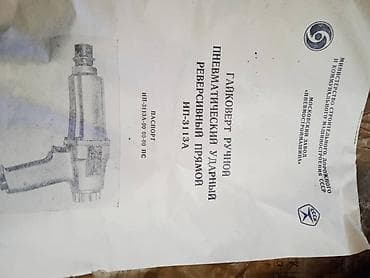 МИНИСТЕРСТВО СТРОИТЕЛЬНОГО, ДОРОЖНОГО
И КОММУНАЛЬНОГО МАШИНОСТРОЕНИЯ СССР
МОСКОВСКИЙ ЗАВОД
«ПНЕВМОСТРОЙМАШИНА»
ГАЙКОВЕРТ РУЧНОЙ
ПНЕВМАТИЧЕСКИЙ УДАРНЫЙ
РЕВЕРСИВНЫЙ ПРЯМОЙ
ИП-3113А
ПАСПОРТ
ИП-3113А-00 00-00 ПС